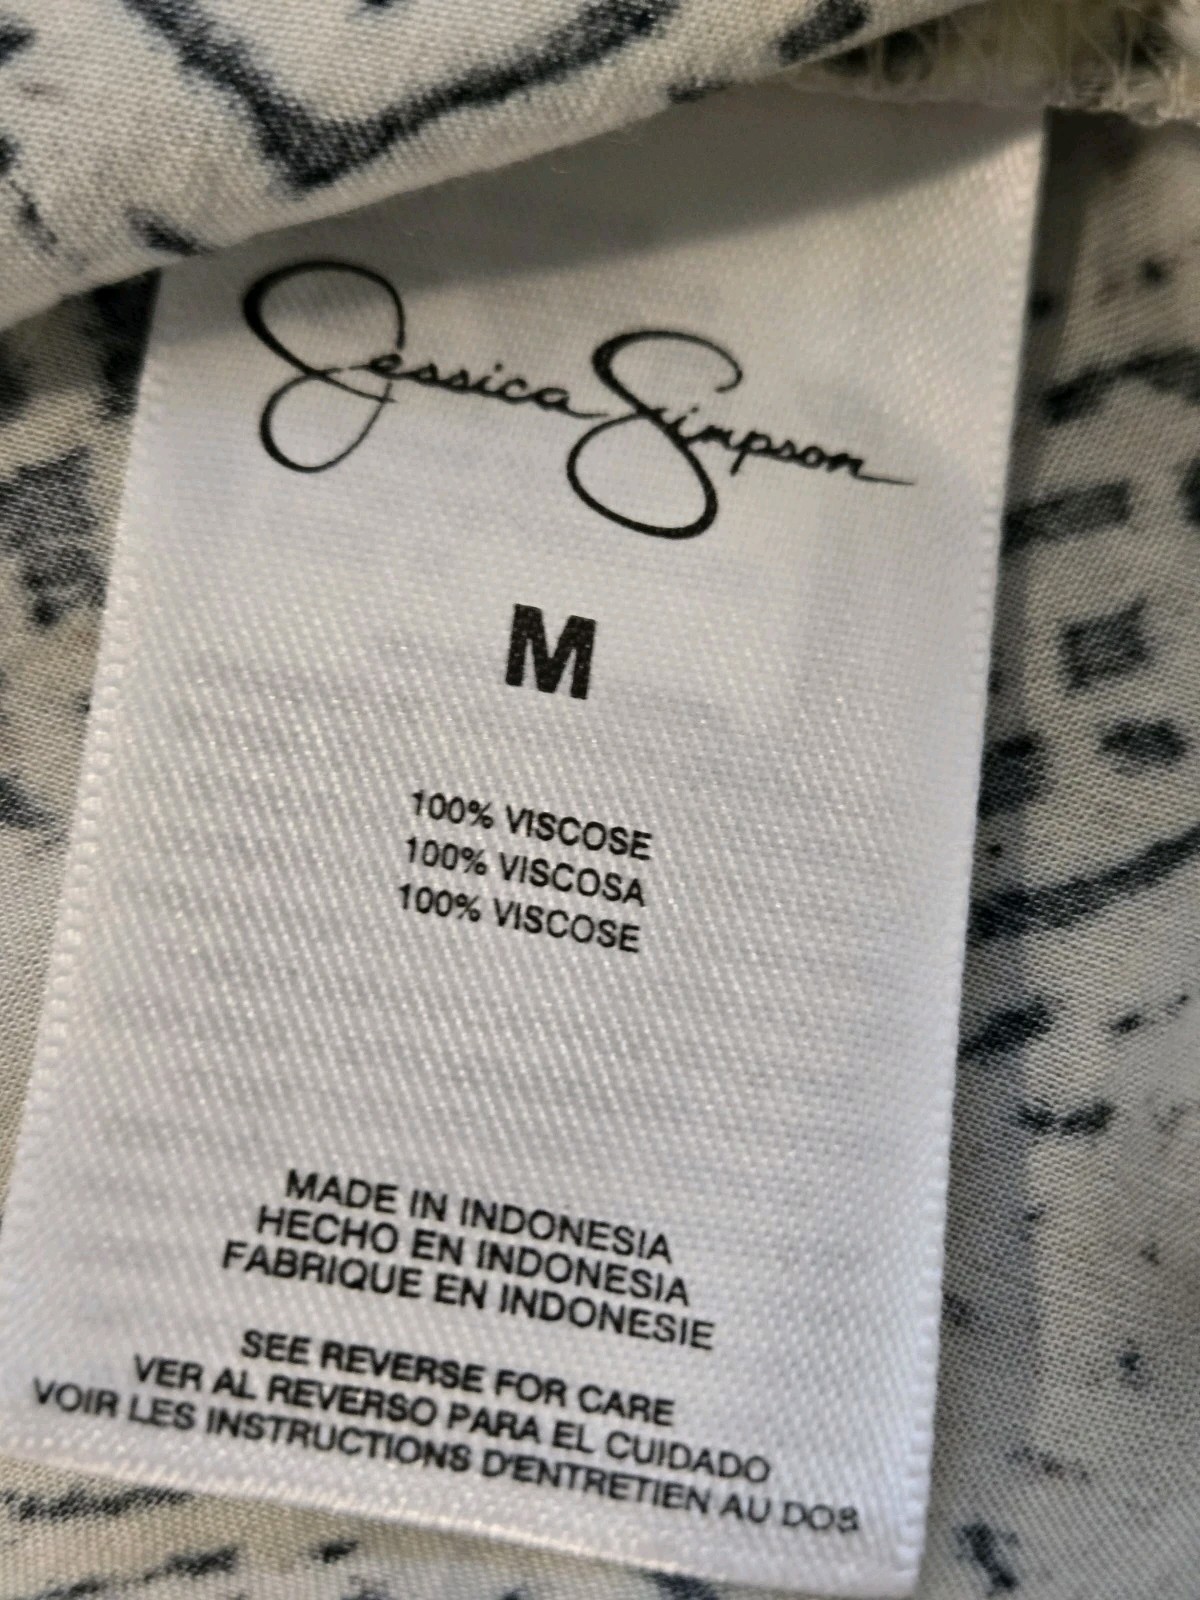 Jessica Simpson
M
100% VISCOSE
100% VISCOSA
100% VISCOSE
MADE IN INDONESIA
HECHO EN INDONESIA
FABRIQUE EN INDONESIE
SEE REVERSE FOR CARE
VER AL REVERSO PARA EL CUIDADO
VOIR LES INSTRUCTIONS D'ENTRETIEN AU DOS